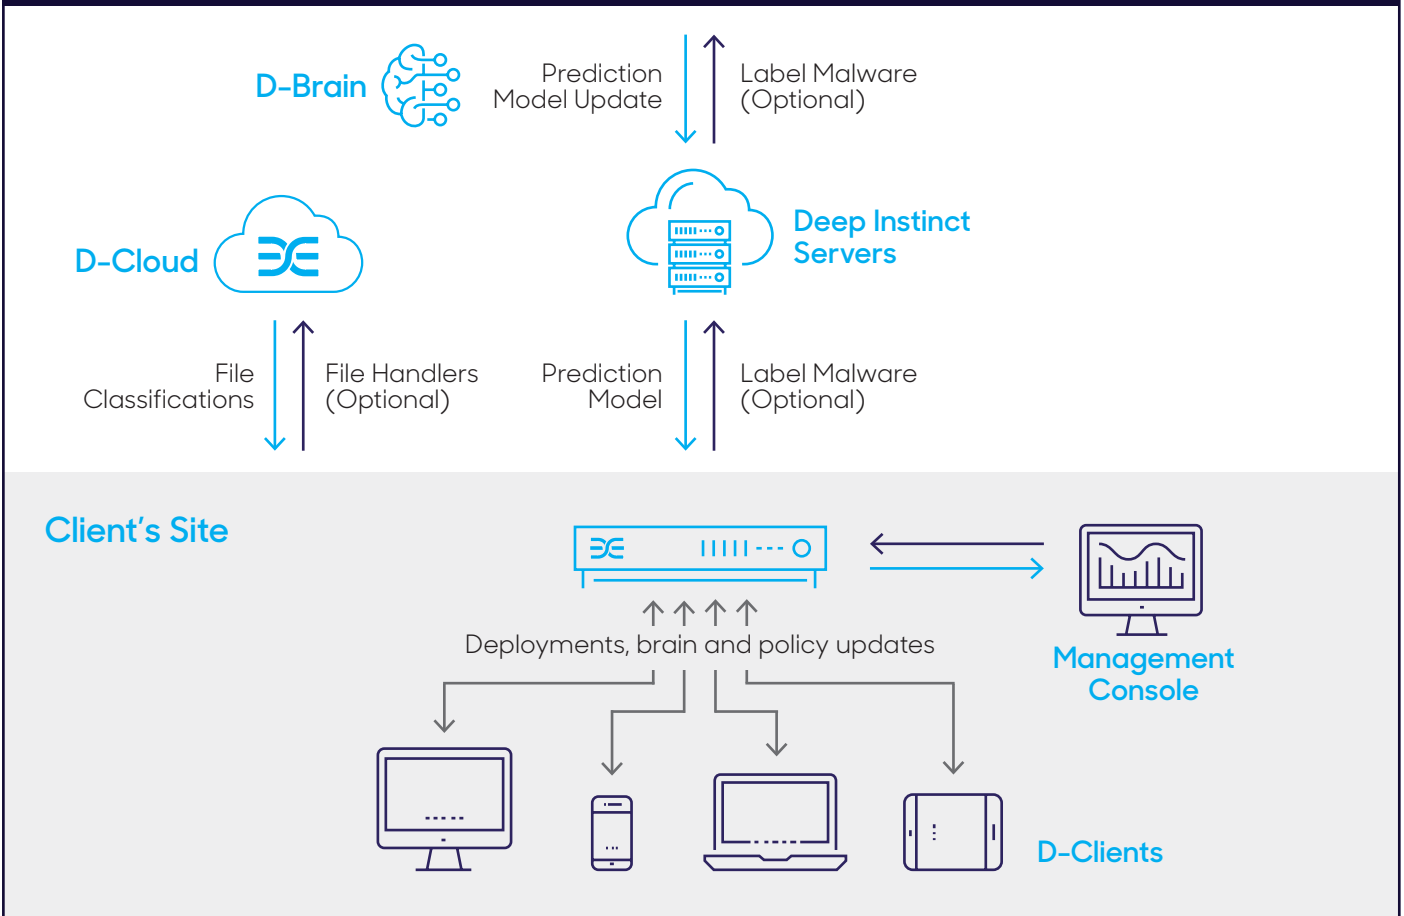 D-Brain
Prediction
Model Update
Label Malware
(Optional)
D-Cloud
Deep Instinct
Servers
File
Classifications
File Handlers
(Optional)
Prediction
Model
Label Malware
(Optional)
Client's Site
Deployments, brain and policy updates
Management
Console
D-Clients